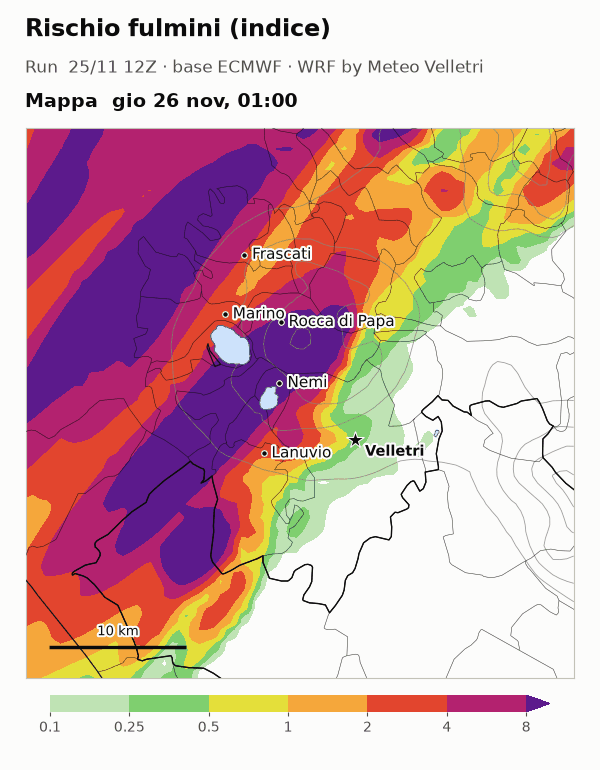 Rischio fulmini (indice)
Run  25/11 12Z · base ECMWF · WRF by Meteo Velletri
Mappa  gio 26 nov, 01:00
Frascati
Marino
Rocca di Papa
Nemi
Velletri
Lanuvio
10 km
0.1 0.25 0.5 1 2 4 8